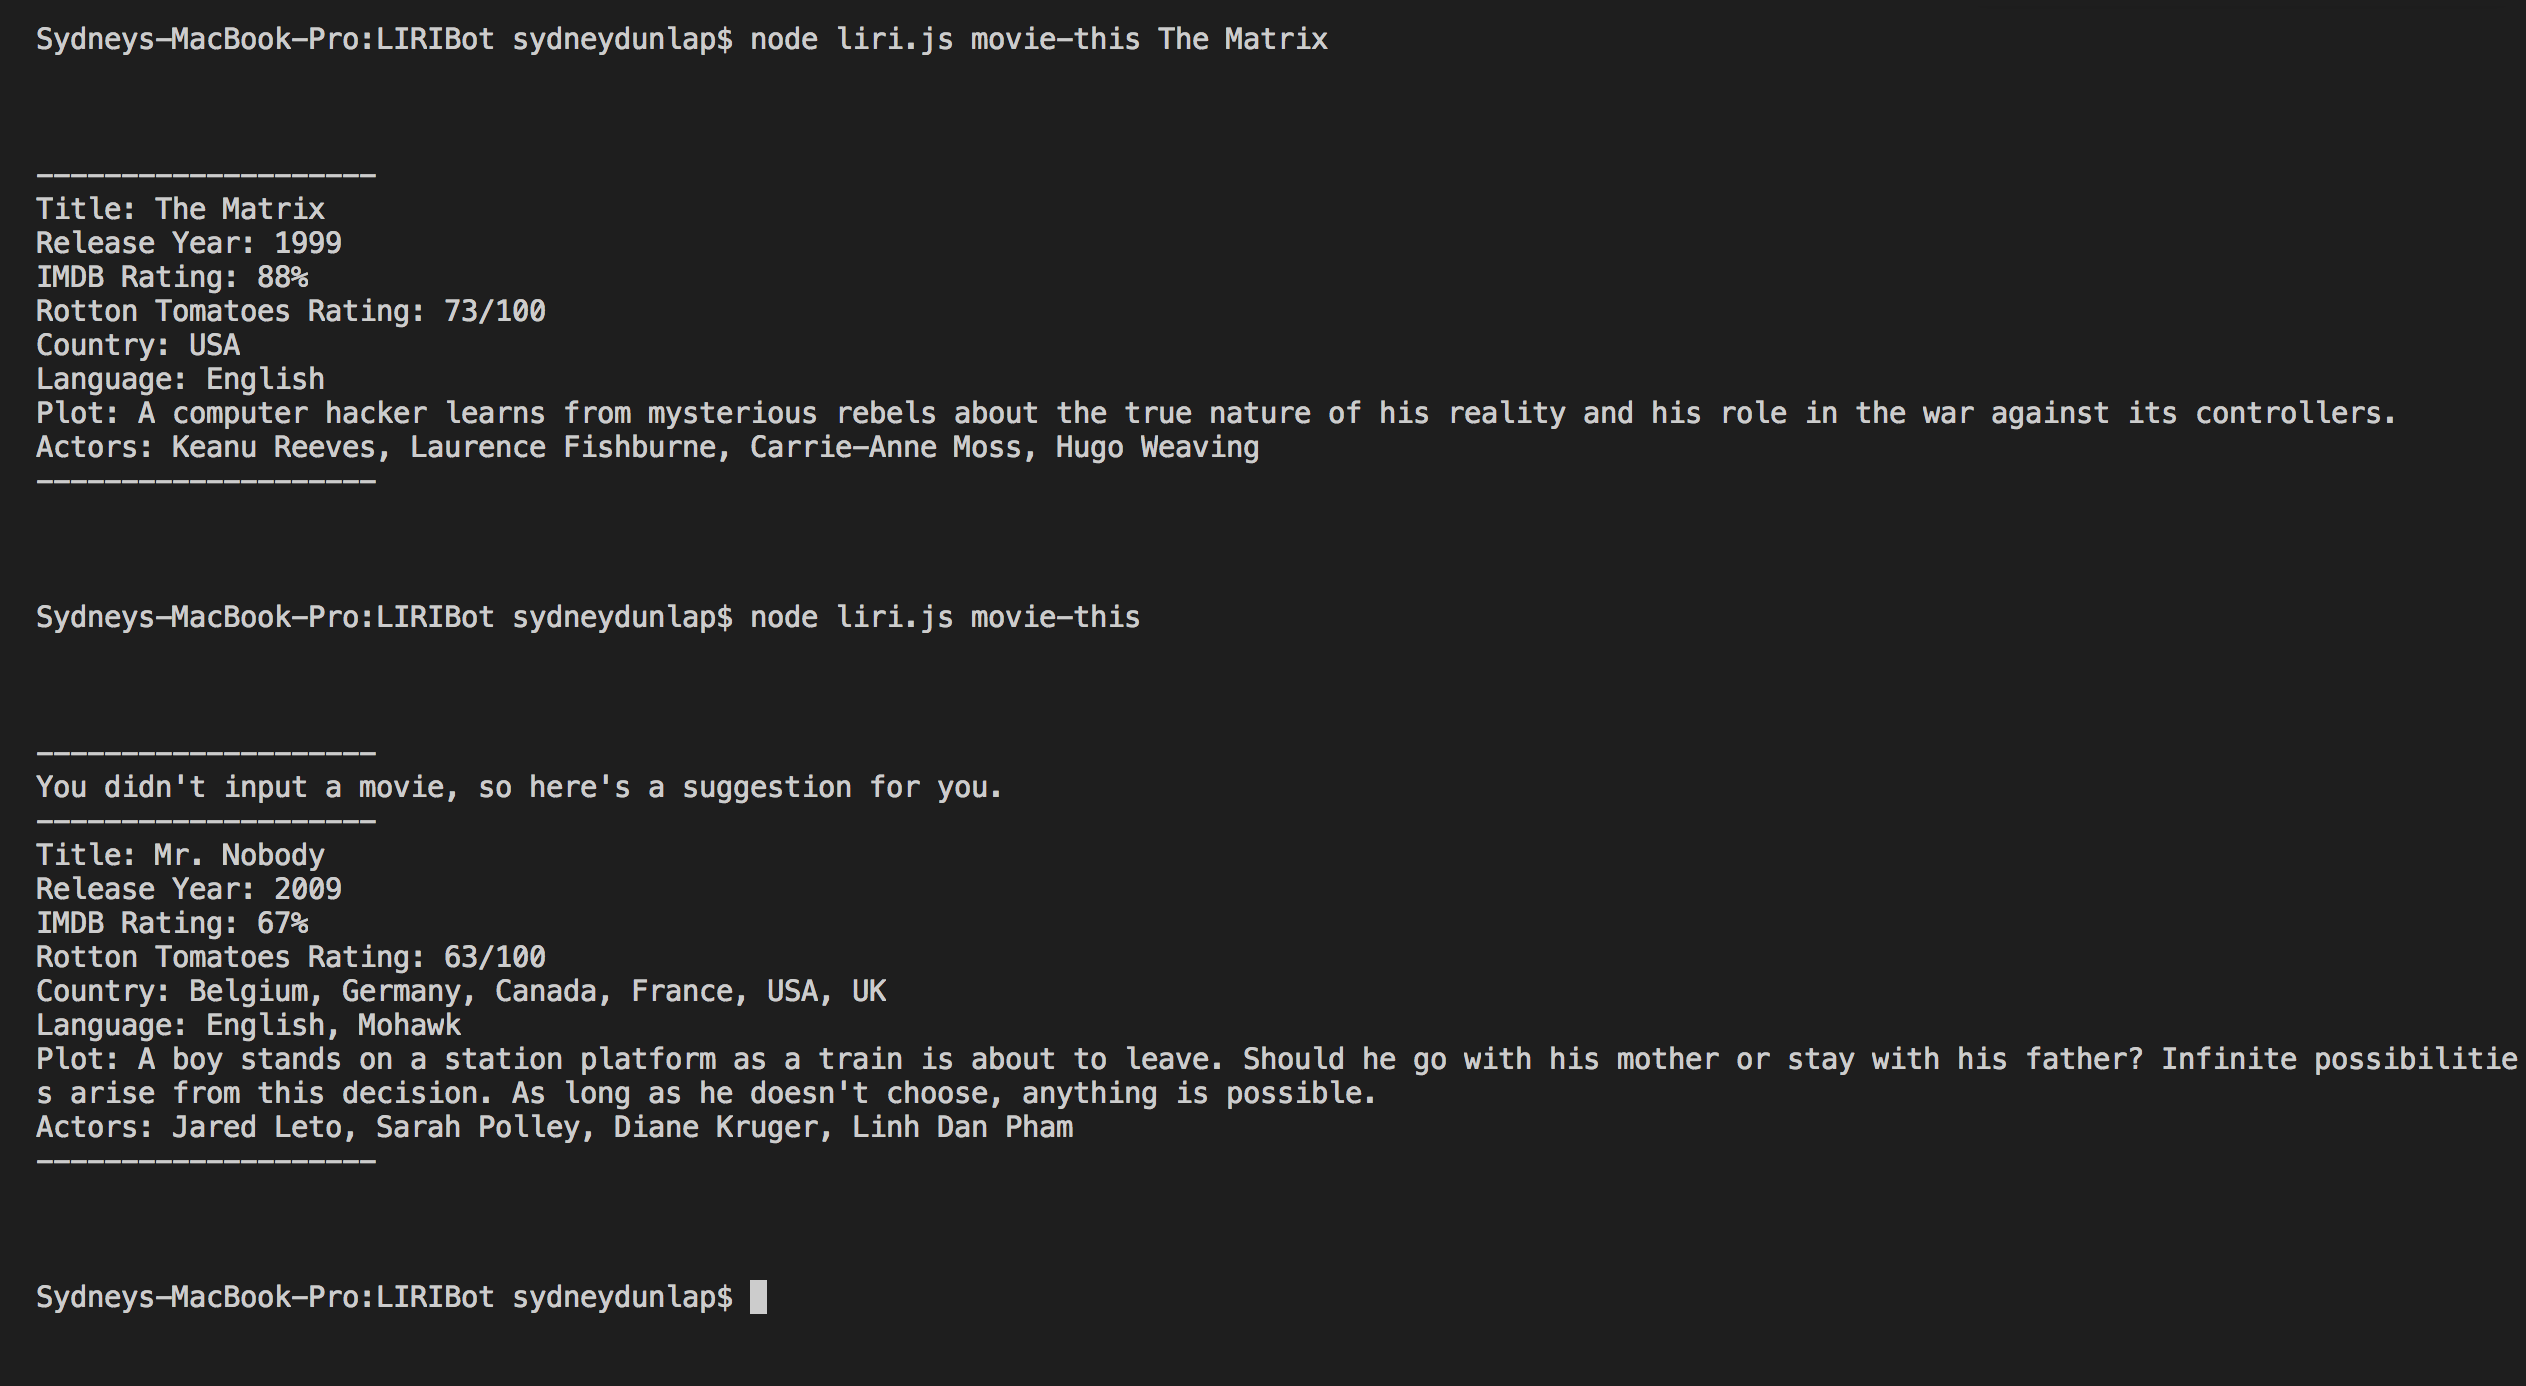 Sydneys-MacBook-Pro:LIRIBot sydneydunlap$ node liri.js movie-this The Matrix
--------------------
Title: The Matrix
Release Year: 1999
IMDB Rating: 88%
Rotton Tomatoes Rating: 73/100
Country: USA
Language: English
Plot: A computer hacker learns from mysterious rebels about the true nature of his reality and his role in the war against its controllers.
Actors: Keanu Reeves, Laurence Fishburne, Carrie-Anne Moss, Hugo Weaving
--------------------
Sydneys-MacBook-Pro:LIRIBot sydneydunlap$ node liri.js movie-this
--------------------
You didn't input a movie, so here's a suggestion for you.
--------------------
Title: Mr. Nobody
Release Year: 2009
IMDB Rating: 67%
Rotton Tomatoes Rating: 63/100
Country: Belgium, Germany, Canada, France, USA, UK
Language: English, Mohawk
Plot: A boy stands on a station platform as a train is about to leave. Should he go with his mother or stay with his father? Infinite possibilitie
s arise from this decision. As long as he doesn't choose, anything is possible.
Actors: Jared Leto, Sarah Polley, Diane Kruger, Linh Dan Pham
--------------------
Sydneys-MacBook-Pro:LIRIBot sydneydunlap$